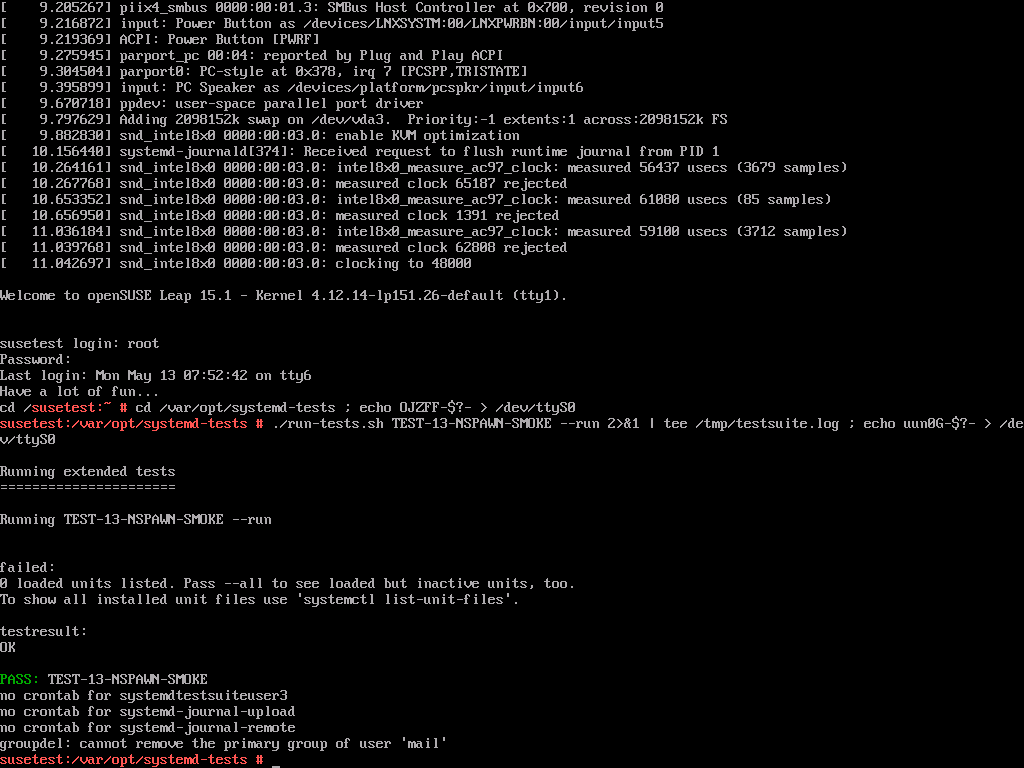 [    9.205267] piix4_smbus 0000:00:01.3: SMBus Host Controller at 0x700, revision 0
[    9.216872] input: Power Button as /devices/LNXSYSTM:00/LNXPWRBN:00/input/input5
[    9.219369] ACPI: Power Button [PWRF]
[    9.275945] parport_pc 00:04: reported by Plug and Play ACPI
[    9.304504] parport0: PC-style at 0x378, irq 7 [PCSPP,TRISTATE]
[    9.395899] input: PC Speaker as /devices/platform/pcspkr/input/input6
[    9.670718] ppdev: user-space parallel port driver
[    9.797629] Adding 2098152k swap on /dev/vda3.  Priority:-1 extents:1 across:2098152k FS
[    9.882830] snd_intel8x0 0000:00:03.0: enable KVM optimization
[   10.156440] systemd-journald[374]: Received request to flush runtime journal from PID 1
[   10.264161] snd_intel8x0 0000:00:03.0: intel8x0_measure_ac97_clock: measured 56437 usecs (3679 samples)
[   10.267768] snd_intel8x0 0000:00:03.0: measured clock 65187 rejected
[   10.653352] snd_intel8x0 0000:00:03.0: intel8x0_measure_ac97_clock: measured 61080 usecs (85 samples)
[   10.656950] snd_intel8x0 0000:00:03.0: measured clock 1391 rejected
[   11.036184] snd_intel8x0 0000:00:03.0: intel8x0_measure_ac97_clock: measured 59100 usecs (3712 samples)
[   11.039768] snd_intel8x0 0000:00:03.0: measured clock 62808 rejected
[   11.042697] snd_intel8x0 0000:00:03.0: clocking to 48000
Welcome to openSUSE Leap 15.1 - Kernel 4.12.14-lp151.26-default (tty1).
susetest login: root
Password:
Last login: Mon May 13 07:52:42 on tty6
Have a lot of fun...
cd /susetest:~ # cd /var/opt/systemd-tests ; echo OJZFF-$?- > /dev/ttyS0
susetest:/var/opt/systemd-tests # ./run-tests.sh TEST-13-NSPAWN-SMOKE --run 2>&1 | tee /tmp/testsuite.log ; echo uun0G-$?- > /de
v/ttyS0
Running extended tests
======================
Running TEST-13-NSPAWN-SMOKE --run
failed:
0 loaded units listed. Pass --all to see loaded but inactive units, too.
To show all installed unit files use 'systemctl list-unit-files'.
testresult:
OK
PASS: TEST-13-NSPAWN-SMOKE
no crontab for systemdtestsuiteuser3
no crontab for systemd-journal-upload
no crontab for systemd-journal-remote
groupdel: cannot remove the primary group of user 'mail'
susetest:/var/opt/systemd-tests # _